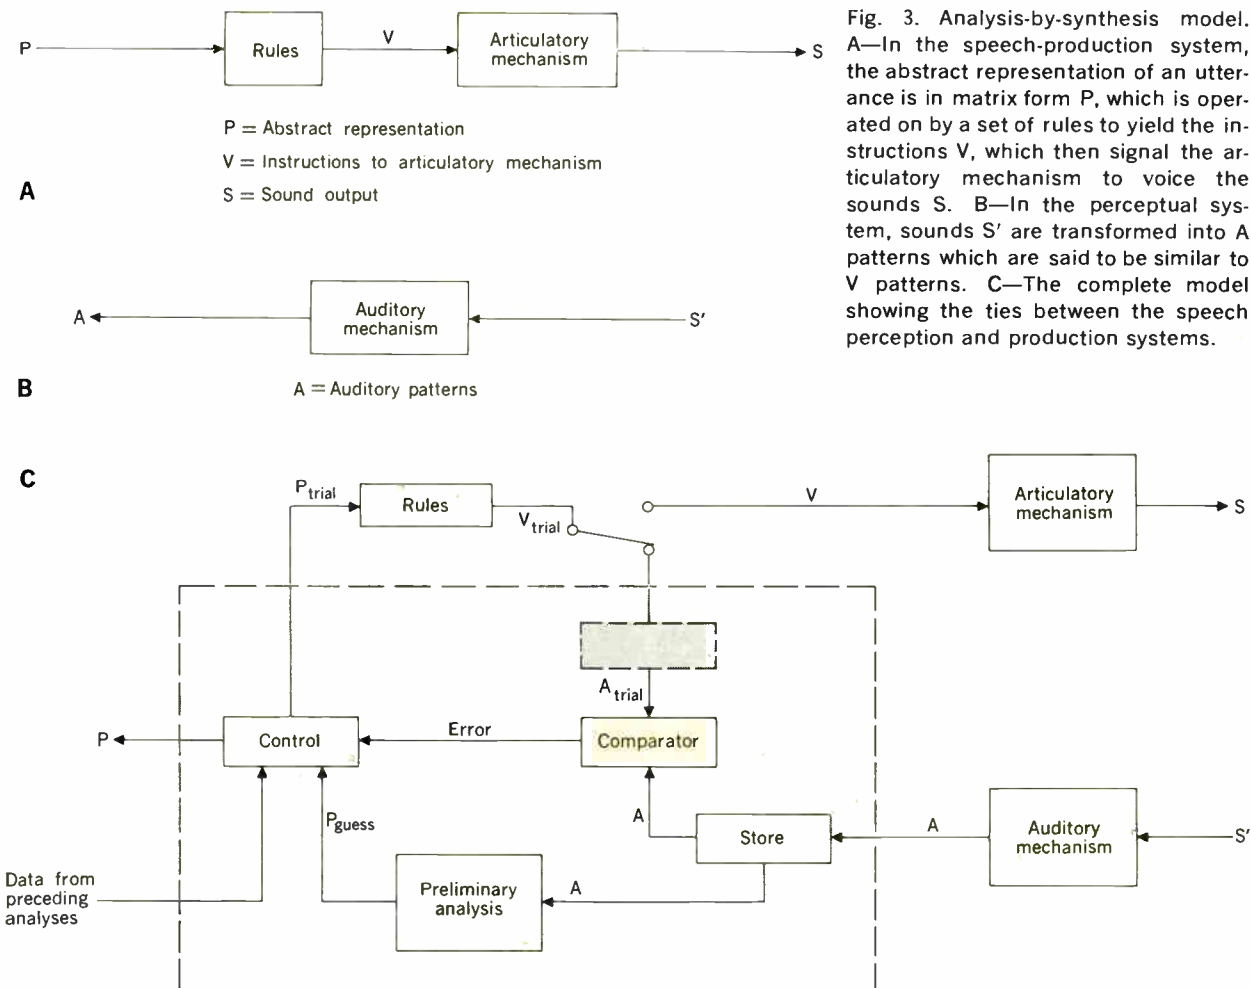 Fig. 3. Analysis-by-synthesis model.
A—In the speech-production system,
the abstract representation of an utter-
ance is in matrix form P, which is oper-
ated on by a set of rules to yield the in-
structions V, which then signal the ar-
ticulatory mechanism to voice the
sounds S. B—In the perceptual sys-
tem, sounds S′ are transformed into A
patterns which are said to be similar to
V patterns. C—The complete model
showing the ties between the speech
perception and production systems.
P
Rules
V
Articulatory
mechanism
S
P = Abstract representation
V = Instructions to articulatory mechanism
S = Sound output
A
A
Auditory
mechanism
S′
A = Auditory patterns
B
C
P trial
Rules
V trial
V
Articulatory
mechanism
S
A trial
P
Control
Error
Comparator
P guess
A
Store
A
Auditory
mechanism
S′
Data from
preceding
analyses
Preliminary
analysis
A